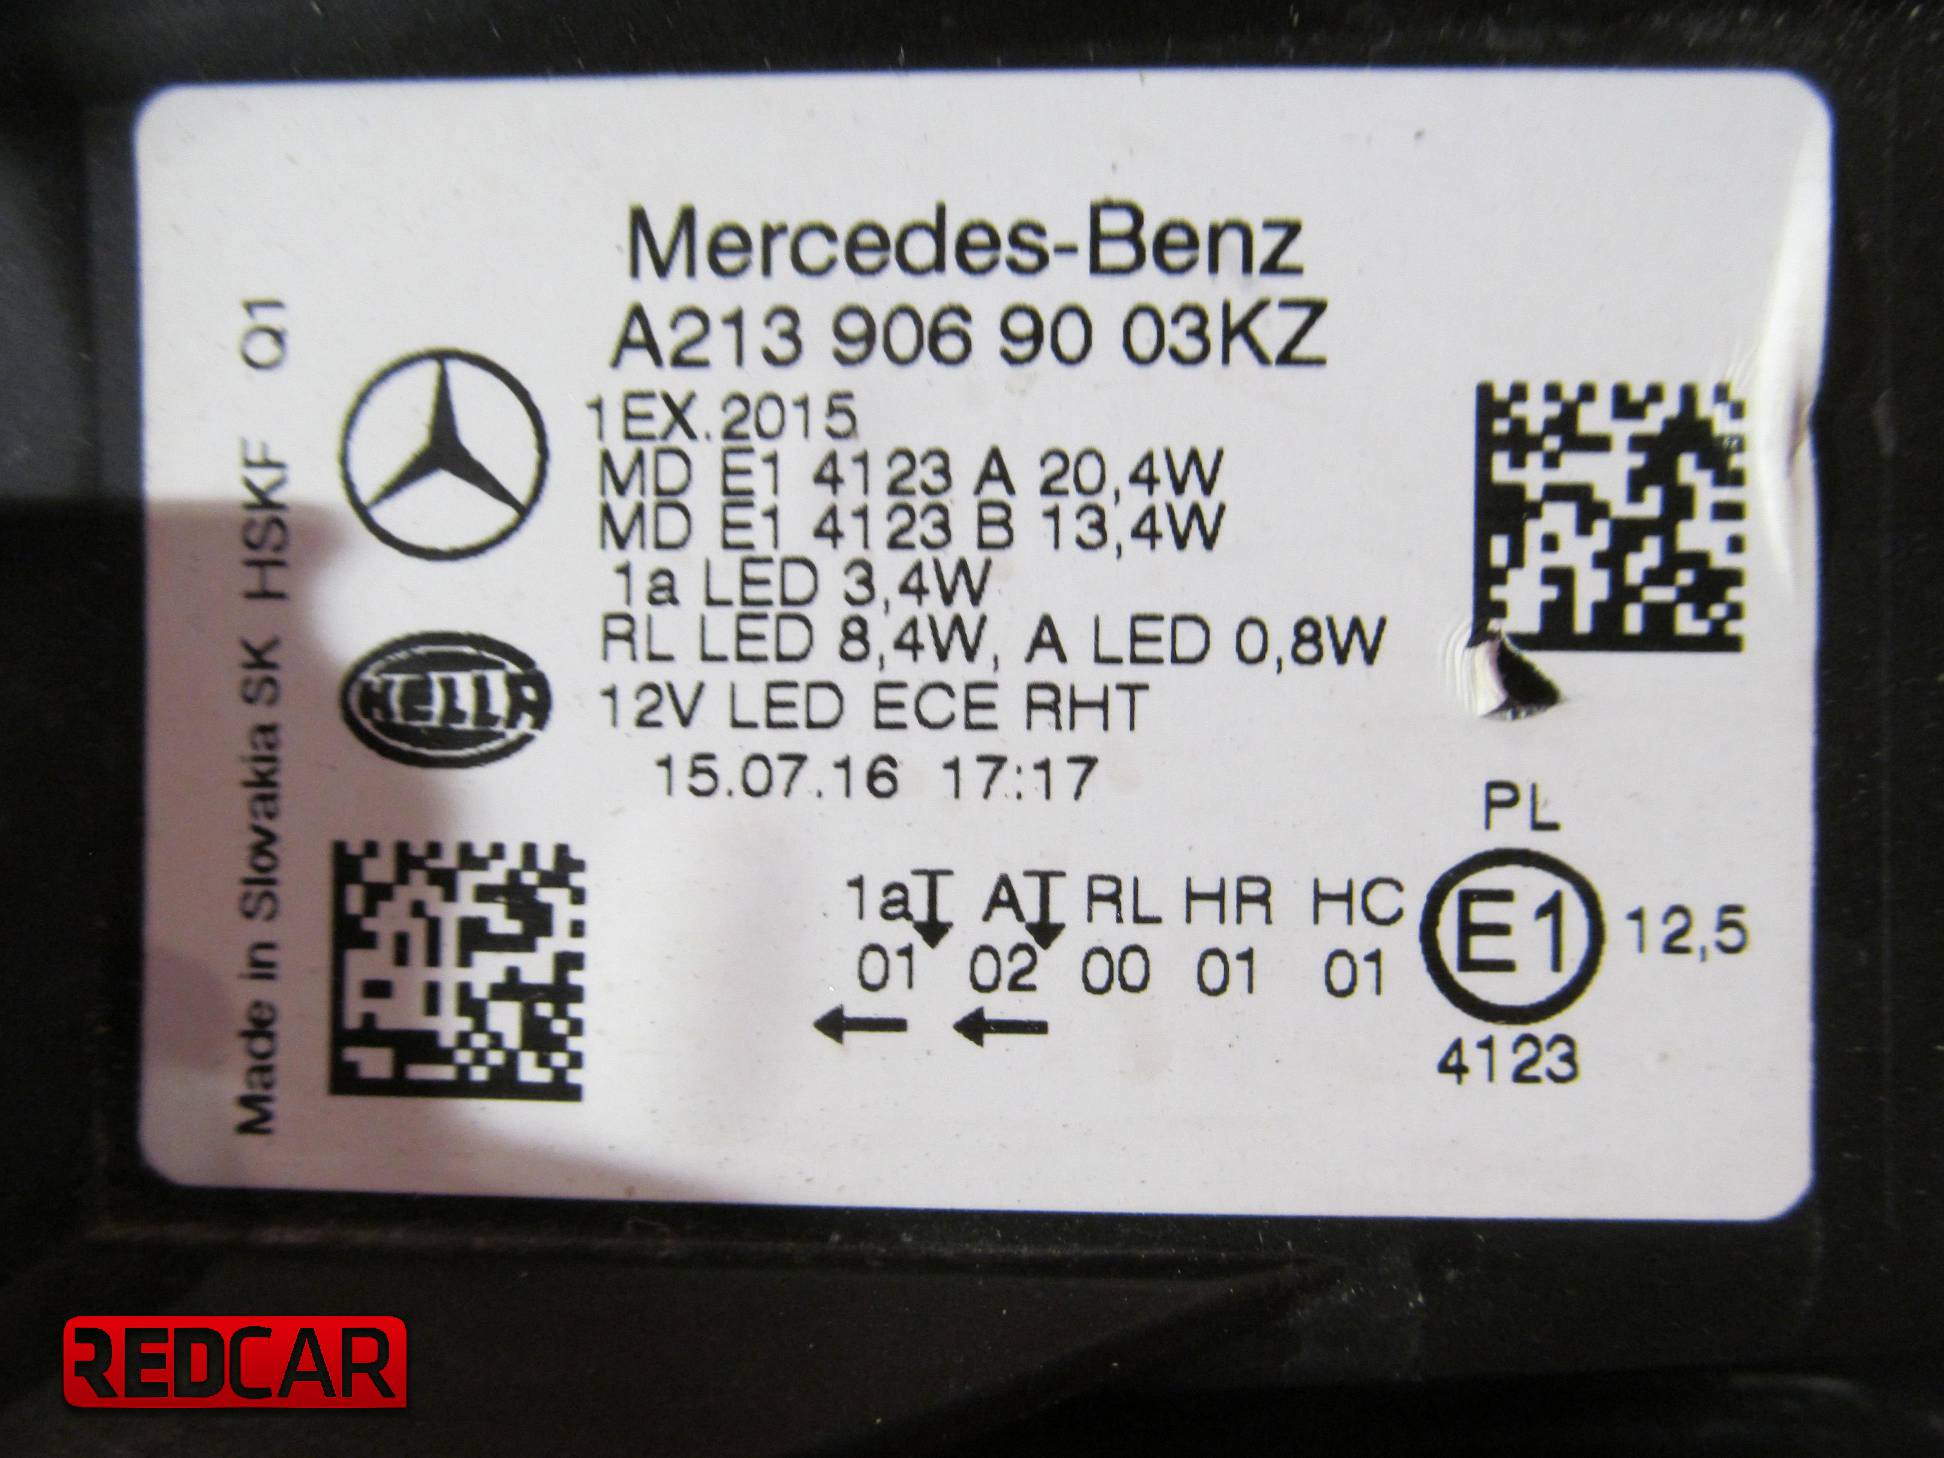 Mercedes-Benz
A213 906 90 03KZ
1EX.2015
MD E1 4123 A 20,4W
MD E1 4123 B 13,4W
1a LED 3,4W
RL LED 8,4W, A LED 0,8W
12V LED ECE RHT
15.07.16 17:17
Made in Slovakia SK HSKF Q1
HELLA
PL
1a A RL HR HC E1 12,5
01 02 00 01 01
← ←
4123
REDCAR